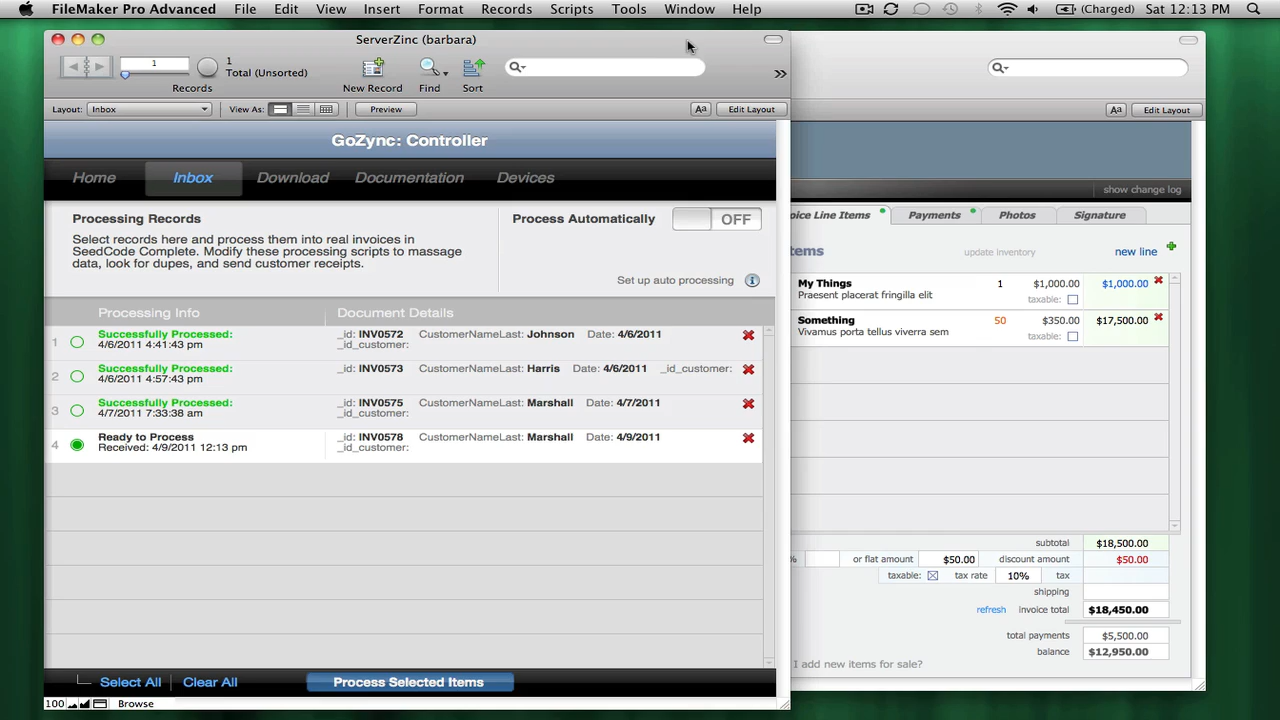 FileMaker Pro Advanced File Edit View Insert Format Records Scripts Tools Window Help (Charged) Sat 12:13 PM
ServerZinc (barbara)
1
1
Total (Unsorted)
Records
New Record
Find
Sort
Layout: Inbox
View As:
Preview
Aa
Edit Layout
Aa
Edit Layout
GoZync: Controller
Home Inbox Download Documentation Devices
show change log
Processing Records
Select records here and process them into real invoices in
SeedCode Complete. Modify these processing scripts to massage
data, look for dupes, and send customer receipts.
Process Automatically OFF
Set up auto processing
Processing Info Document Details
1 Successfully Processed:
4/6/2011 4:41:43 pm
_id: INV0572 CustomerNameLast: Johnson Date: 4/6/2011
_id_customer:
2 Successfully Processed:
4/6/2011 4:57:43 pm
_id: INV0573 CustomerNameLast: Harris Date: 4/6/2011 _id_customer:
3 Successfully Processed:
4/7/2011 7:33:38 am
_id: INV0575 CustomerNameLast: Marshall Date: 4/7/2011
_id_customer:
4 Ready to Process
Received: 4/9/2011 12:13 pm
_id: INV0578 CustomerNameLast: Marshall Date: 4/9/2011
_id_customer:
Select All Clear All Process Selected Items
100 Browse
oice Line Items Payments Photos Signature
tems update inventory new line
My Things 1 $1,000.00 $1,000.00
Praesent placerat fringilla elit taxable:
Something 50 $350.00 $17,500.00
Vivamus porta tellus viverra sem taxable:
subtotal $18,500.00
% or flat amount $50.00 discount amount $50.00
taxable: tax rate 10% tax
shipping
refresh invoice total $18,450.00
total payments $5,500.00
balance $12,950.00
I add new items for sale?